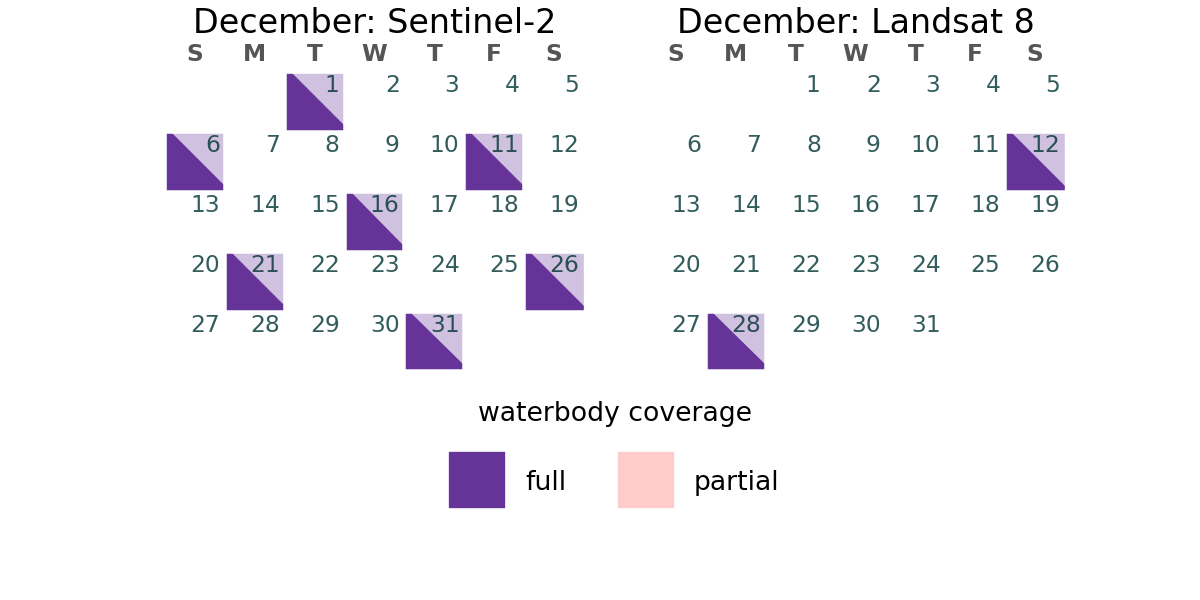 December: Sentinel-2
S M T W T F S
1 2 3 4 5
6 7 8 9 10 11 12
13 14 15 16 17 18 19
20 21 22 23 24 25 26
27 28 29 30 31
December: Landsat 8
S M T W T F S
1 2 3 4 5
6 7 8 9 10 11 12
13 14 15 16 17 18 19
20 21 22 23 24 25 26
27 28 29 30 31
waterbody coverage
full partial